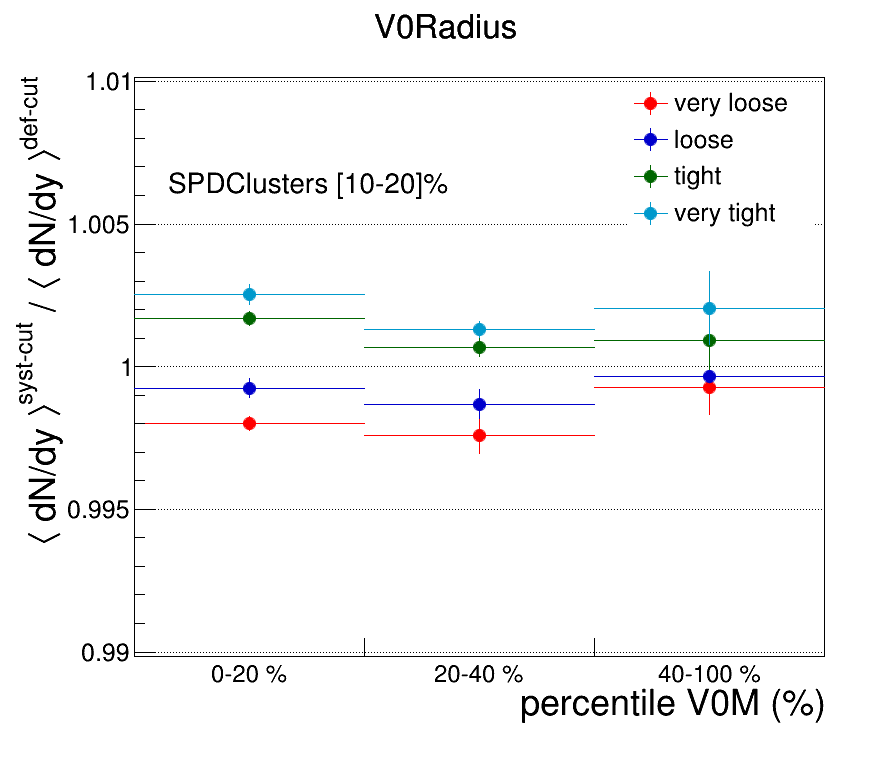 V0Radius
⟨ dN/dy ⟩^syst-cut / ⟨ dN/dy ⟩^def-cut
1.01
1.005
1
0.995
0.99
SPDClusters [10-20]%
very loose
loose
tight
very tight
0-20 % 20-40 % 40-100 %
percentile V0M (%)